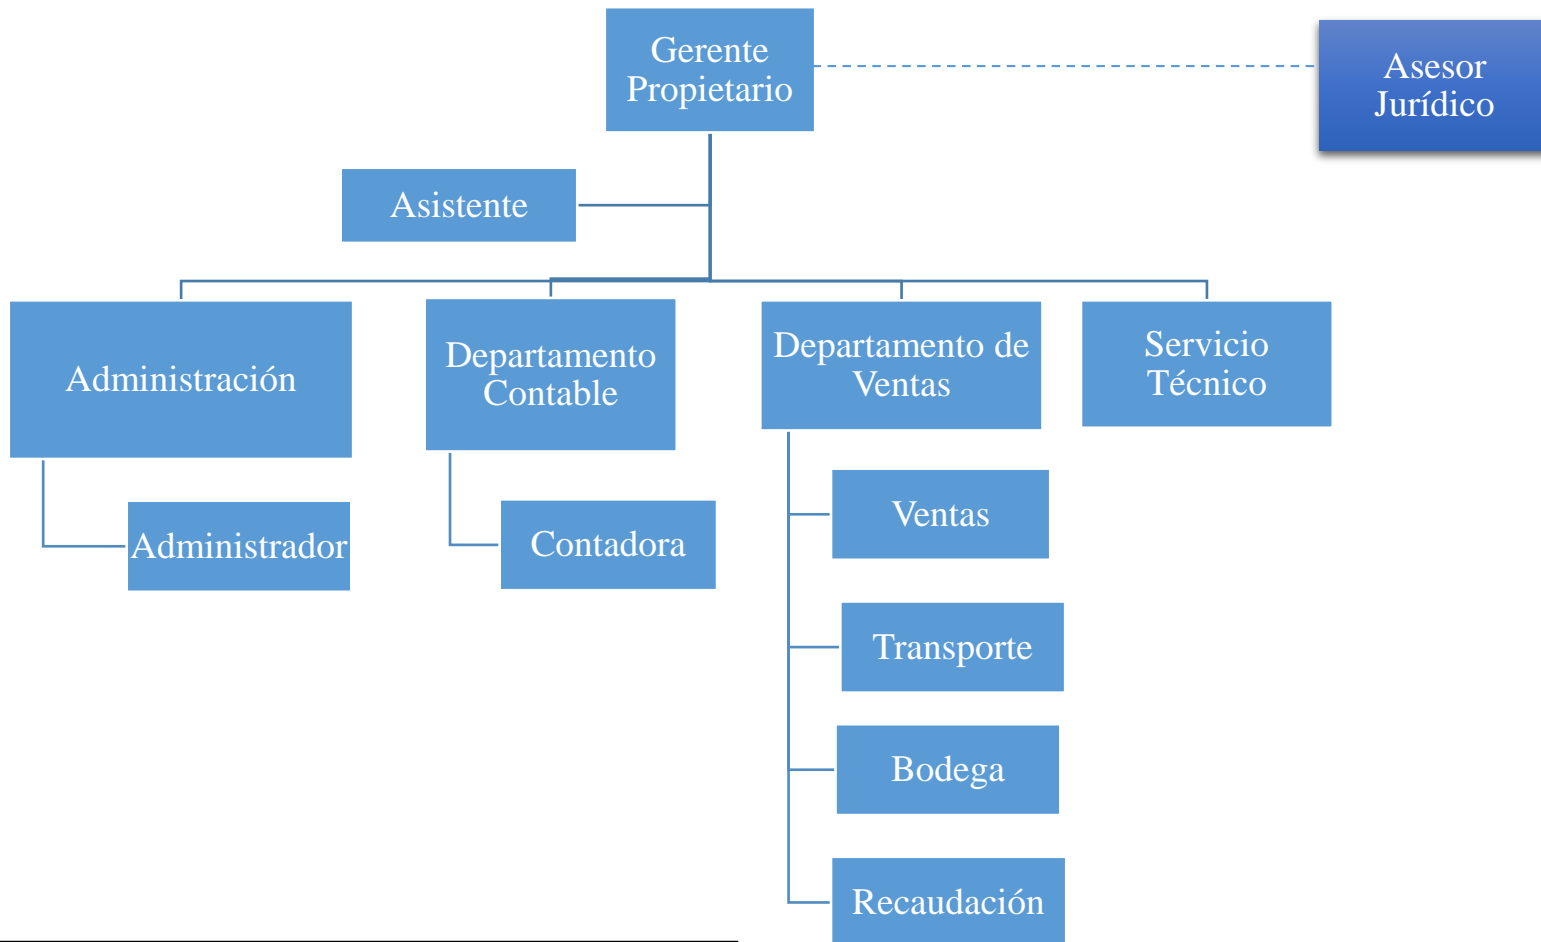 Gerente
Propietario
Asesor
Jurídico
Asistente
Administración
Departamento
Contable
Departamento de
Ventas
Servicio
Técnico
Administrador
Contadora
Ventas
Transporte
Bodega
Recaudación